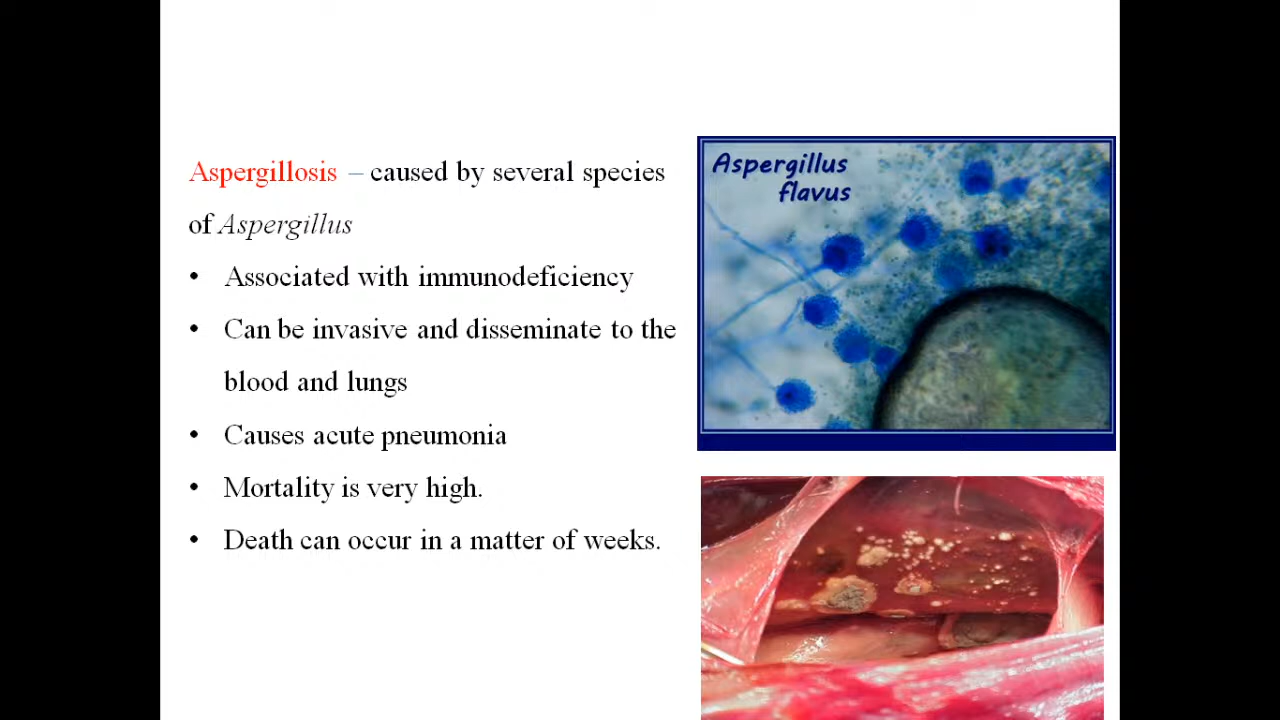 Aspergillosis – caused by several species
of Aspergillus
• Associated with immunodeficiency
• Can be invasive and disseminate to the
blood and lungs
• Causes acute pneumonia
• Mortality is very high.
• Death can occur in a matter of weeks.
Aspergillus
flavus